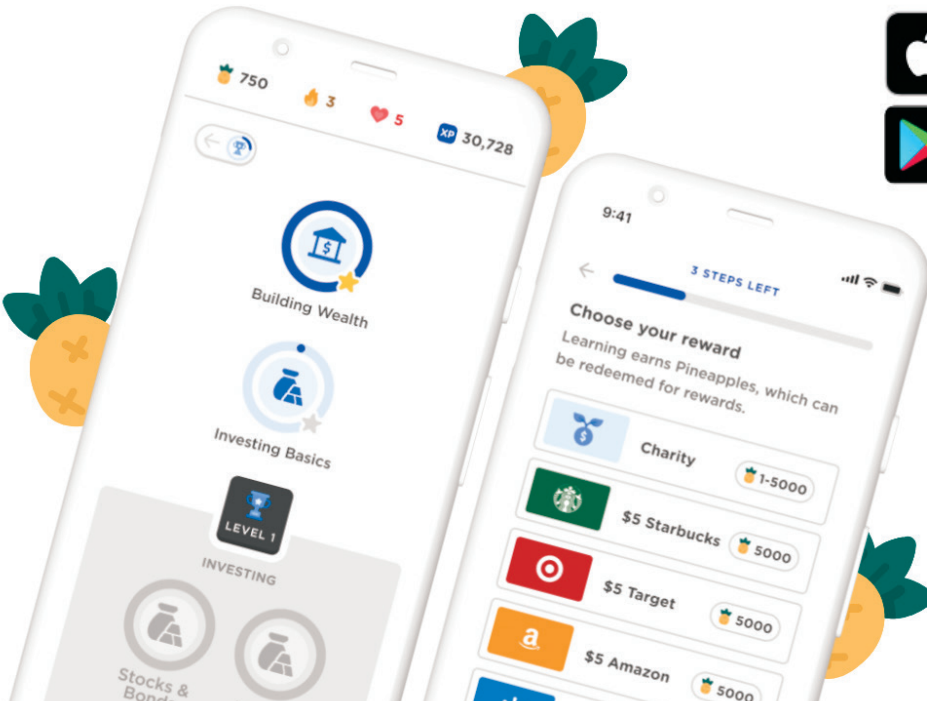 750
3
5
XP 30,728
Building Wealth
Investing Basics
LEVEL 1
INVESTING
Stocks &
9:41
3 STEPS LEFT
Choose your reward
Learning earns Pineapples, which can
be redeemed for rewards.
Charity
1-5000
$5 Starbucks
5000
$5 Target
5000
a
$5 Amazon
5000